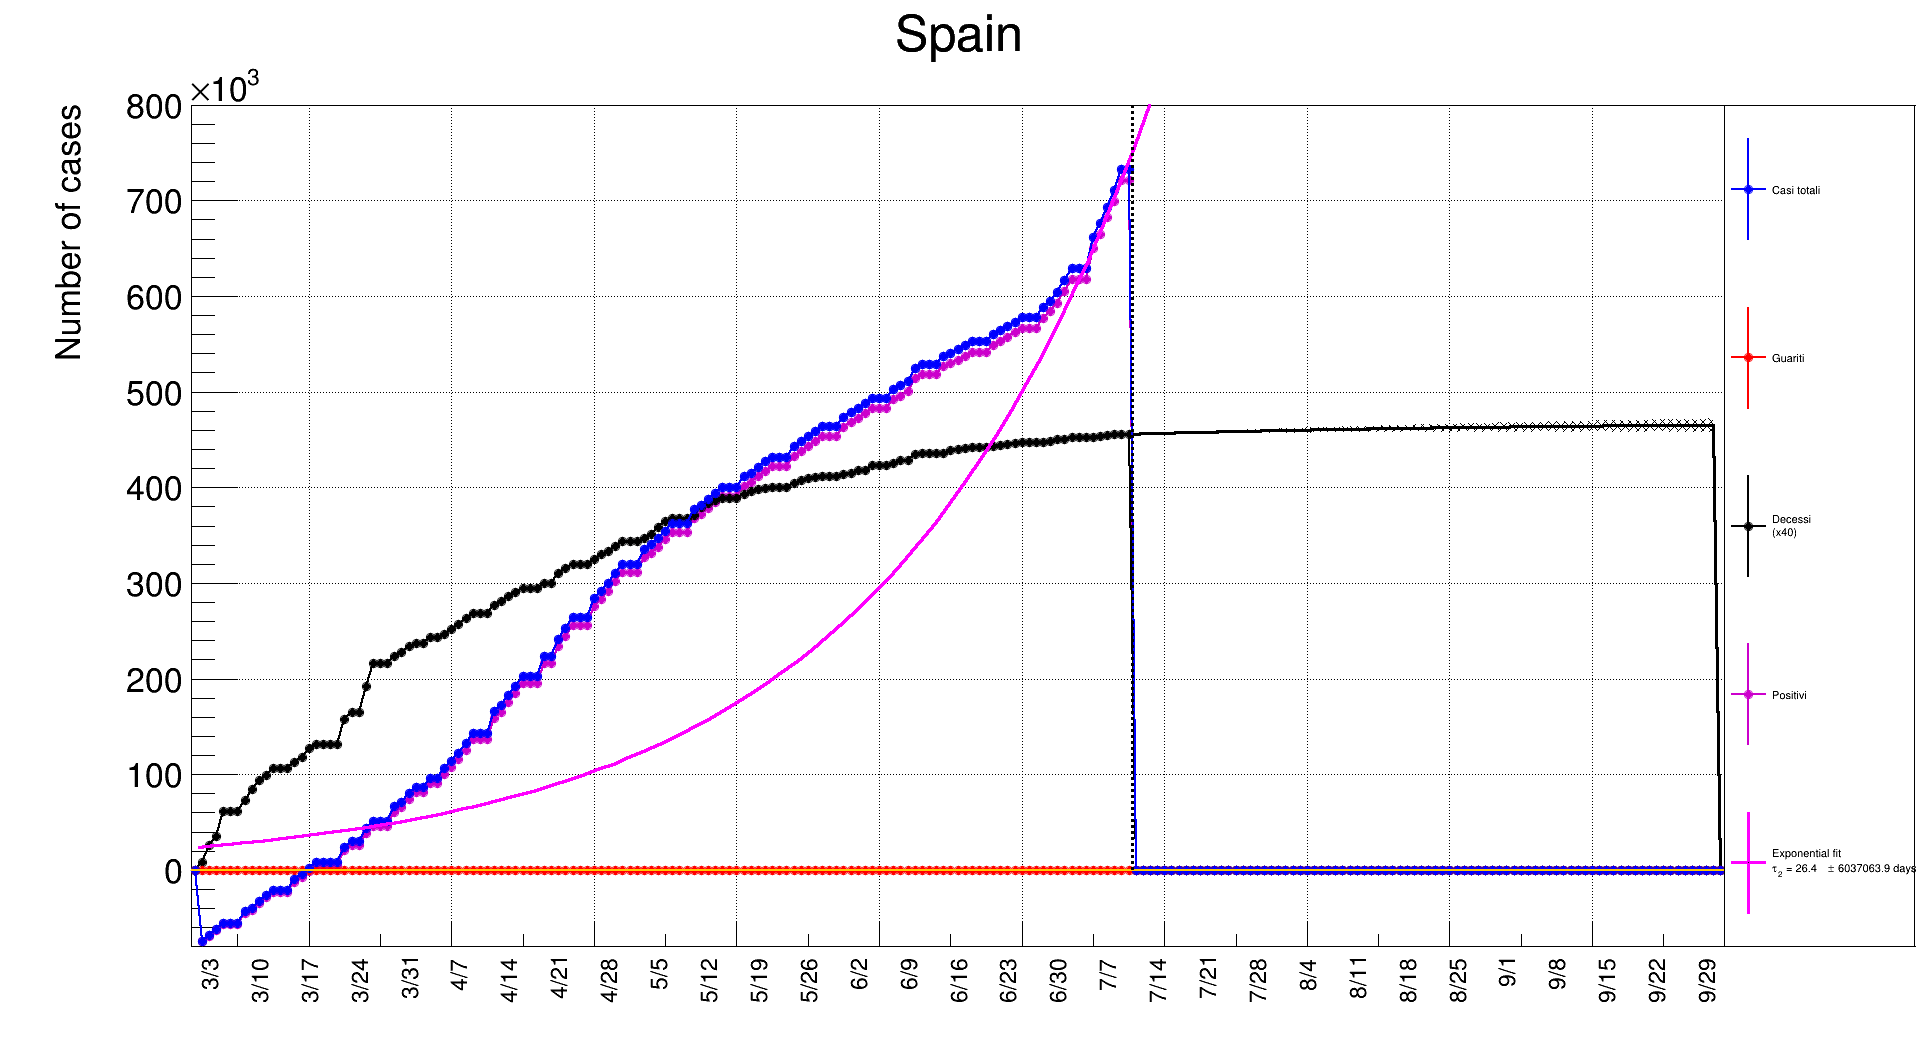 Spain
×10³
Number of cases
800
700
600
500
400
300
200
100
0
3/3 3/10 3/17 3/24 3/31 4/7 4/14 4/21 4/28 5/5 5/12 5/19 5/26 6/2 6/9 6/16 6/23 6/30 7/7 7/14 7/21 7/28 8/4 8/11 8/18 8/25 9/1 9/8 9/15 9/22 9/29
Casi totali
Guariti
Decessi
(x40)
Positivi
Exponential fit
τ₂ = 26.4 ± 6037063.9 days